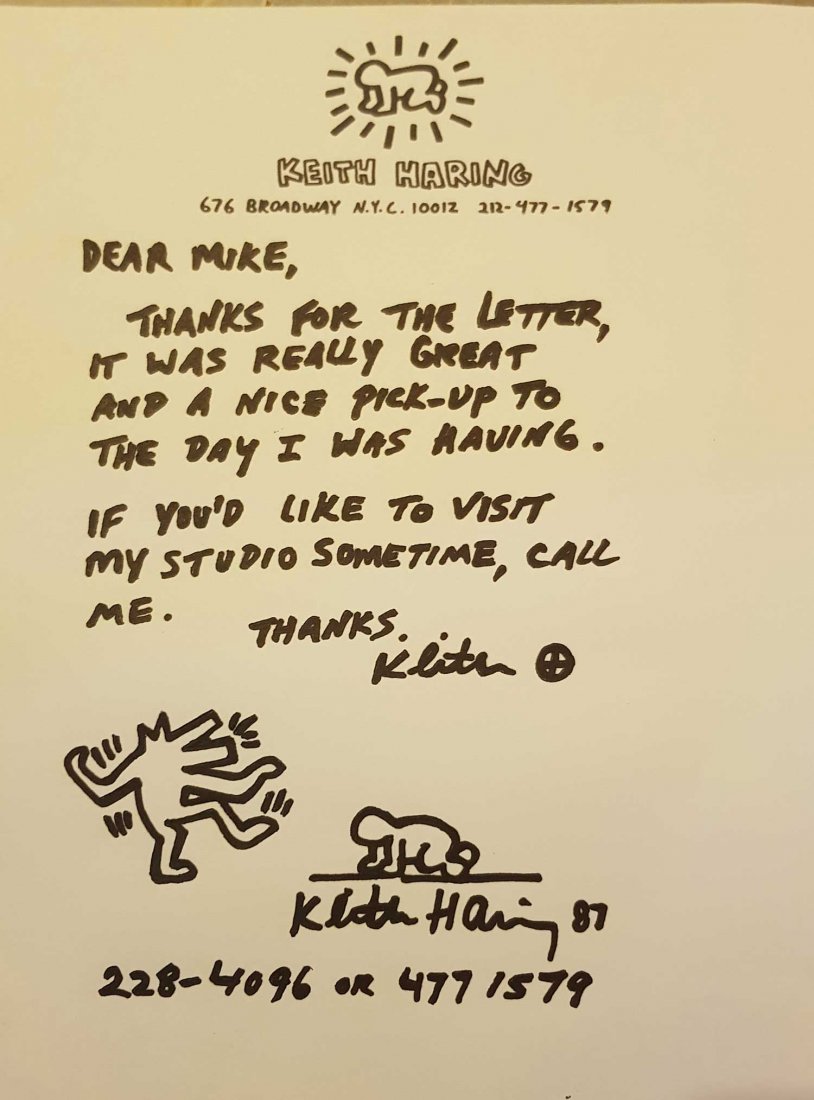 KEITH HARING
676 BROADWAY N.Y.C. 10012 212-477-1579
DEAR MIKE,
THANKS FOR THE LETTER,
IT WAS REALLY GREAT
AND A NICE PICK-UP TO
THE DAY I WAS HAVING.
IF YOU'D LIKE TO VISIT
MY STUDIO SOMETIME, CALL
ME.
THANKS.
Keith
Keith Haring 87
228-4096 OR 477 1579